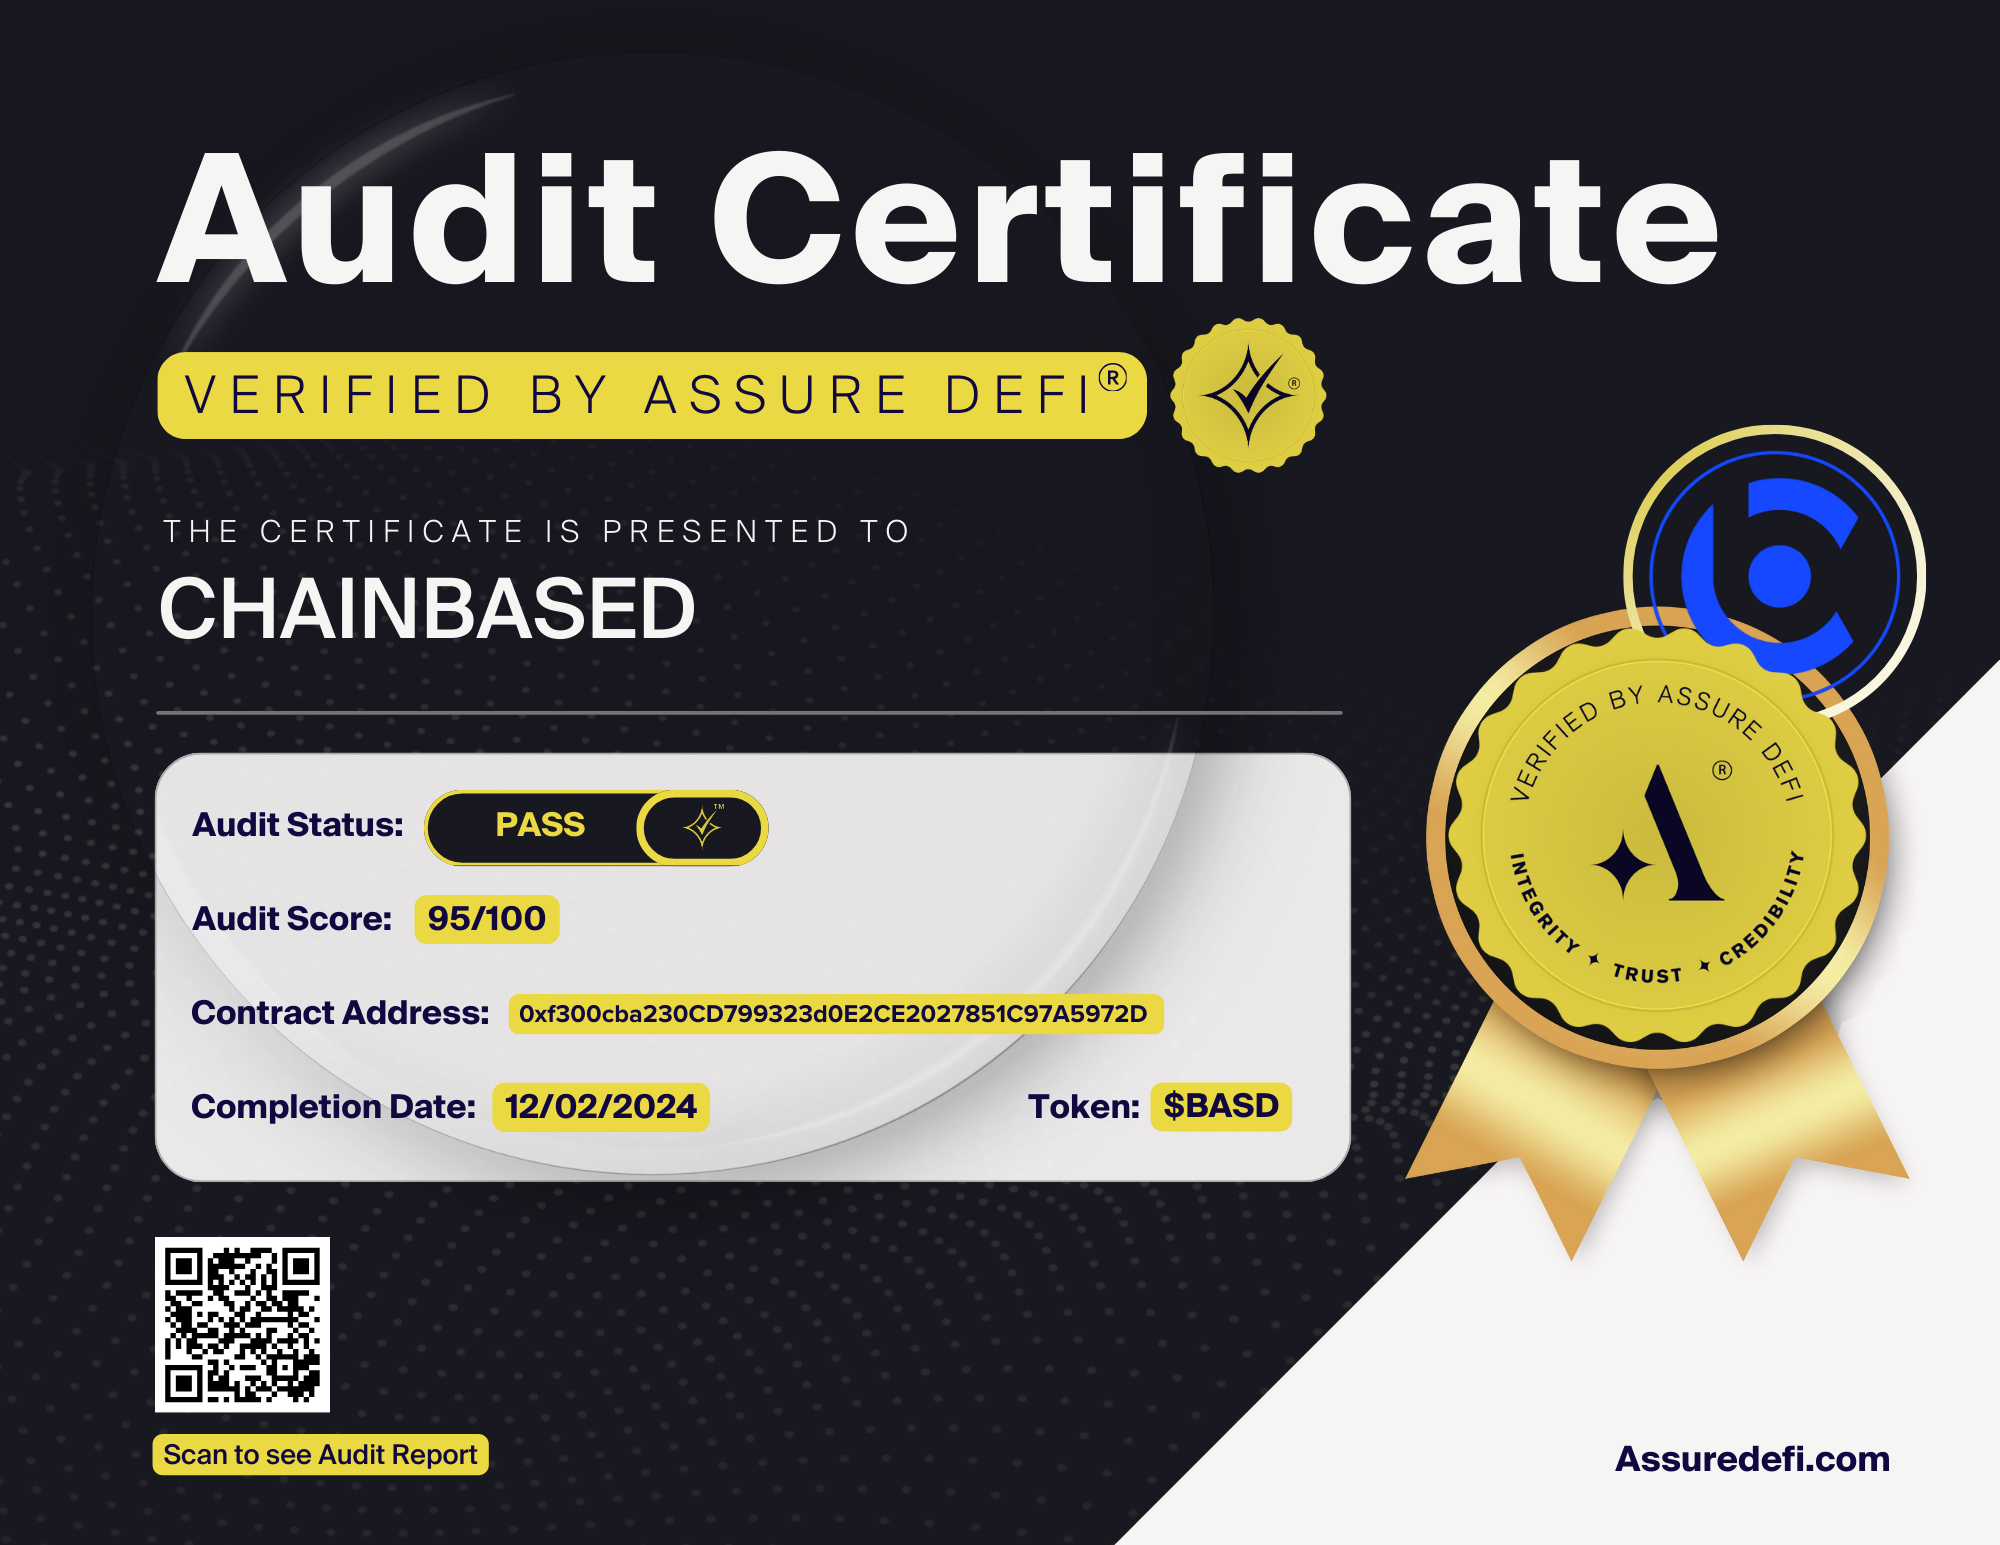 Audit Certificate
VERIFIED BY ASSURE DEFI®
®
THE CERTIFICATE IS PRESENTED TO
CHAINBASED
Audit Status: PASS ™
Audit Score: 95/100
Contract Address: 0xf300cba230CD799323d0E2CE2027851C97A5972D
Completion Date: 12/02/2024 Token: $BASD
VERIFIED BY ASSURE DEFI
®
INTEGRITY ✦ TRUST ✦ CREDIBILITY
Scan to see Audit Report
Assuredefi.com